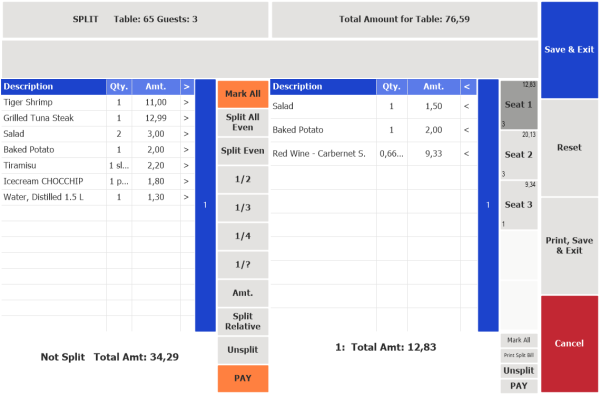 SPLIT Table: 65 Guests: 3
Total Amount for Table: 76,59
Save & Exit
Description Qty. Amt. >
Tiger Shrimp 1 11,00 >
Grilled Tuna Steak 1 12,99 >
Salad 2 3,00 >
Baked Potato 1 2,00 >
Tiramisu 1 sl... 2,20 >
Icecream CHOCCHIP 1 p... 1,80 >
Water, Distilled 1.5 L 1 1,30 >
1
Not Split Total Amt: 34,29
Mark All
Split All
Even
Split Even
1/2
1/3
1/4
1/?
Amt.
Split
Relative
Unsplit
PAY
Description Qty. Amt. <
Salad 1 1,50 <
Baked Potato 1 2,00 <
Red Wine - Carbernet S. 0,66... 9,33 <
1
1: Total Amt: 12,83
12,83
Seat 1
3
20,13
Seat 2
3
9,34
Seat 3
1
Mark All
Print Split Bill
Unsplit
PAY
Reset
Print, Save
& Exit
Cancel